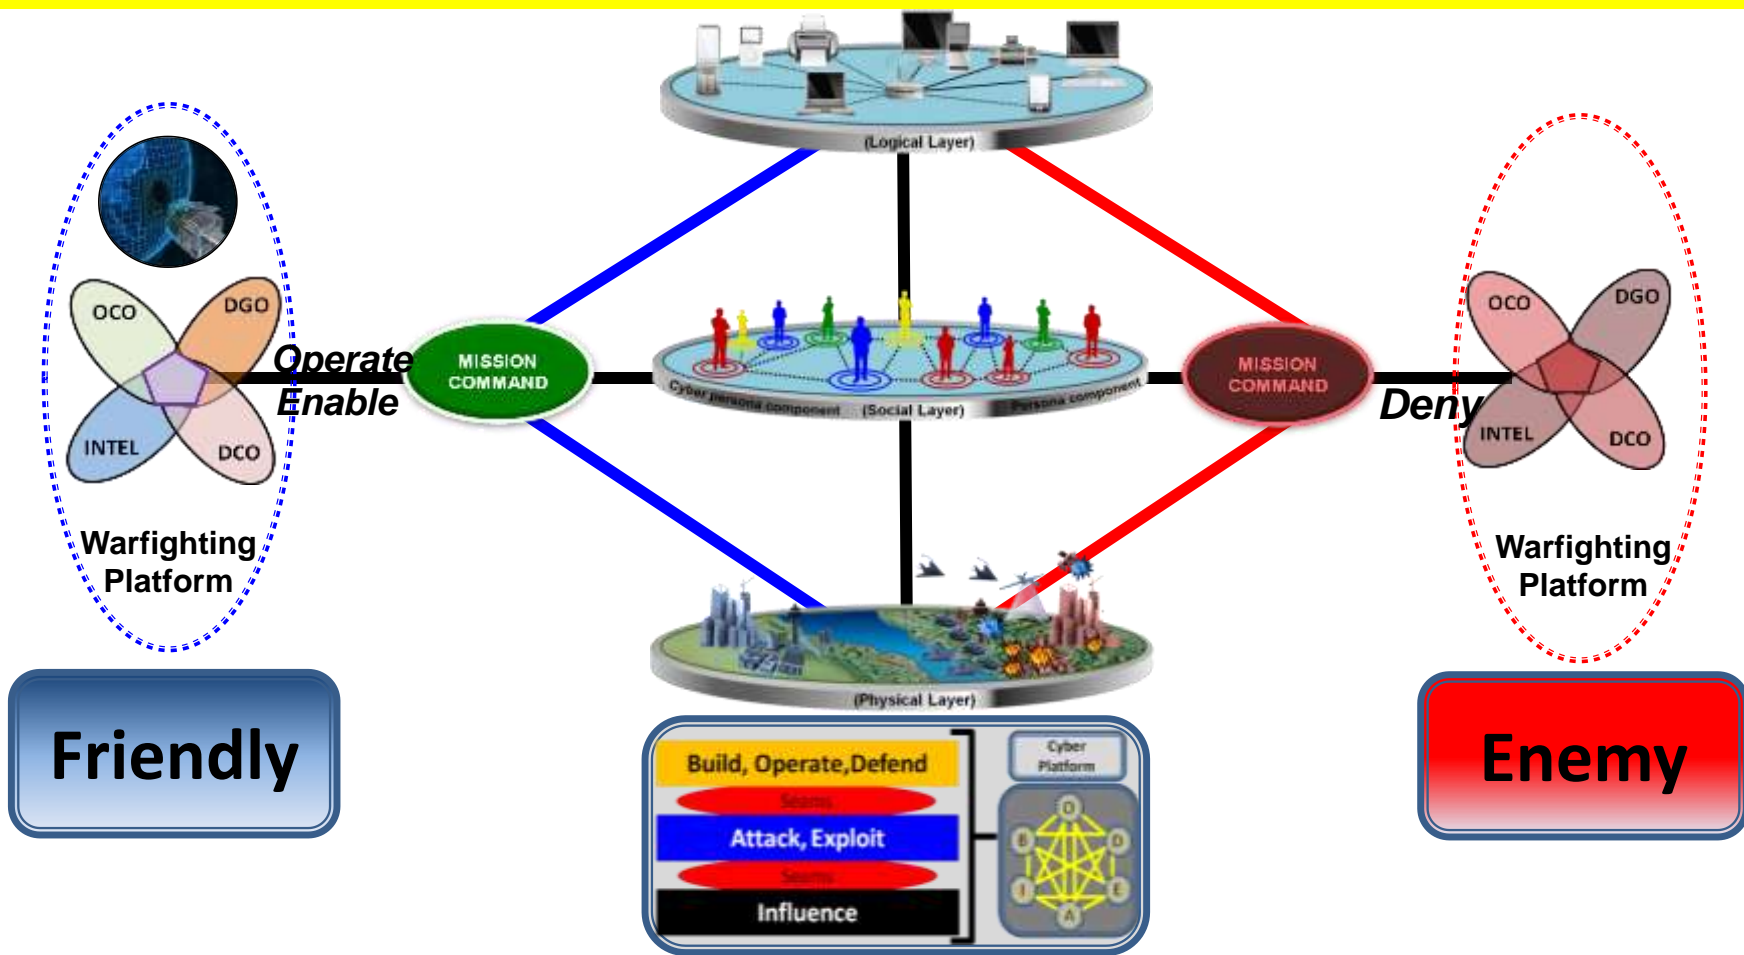 (Logical Layer)
OCO
DGO
INTEL
DCO
Operate
Enable
MISSION
COMMAND
Cyber persona component
(Social Layer)
Persona component
MISSION
COMMAND
Deny
OCO
DGO
INTEL
DCO
Warfighting
Platform
Warfighting
Platform
(Physical Layer)
Friendly
Enemy
Build, Operate,Defend
Seams
Attack, Exploit
Seams
Influence
Cyber
Platform
O
B
D
I
E
A